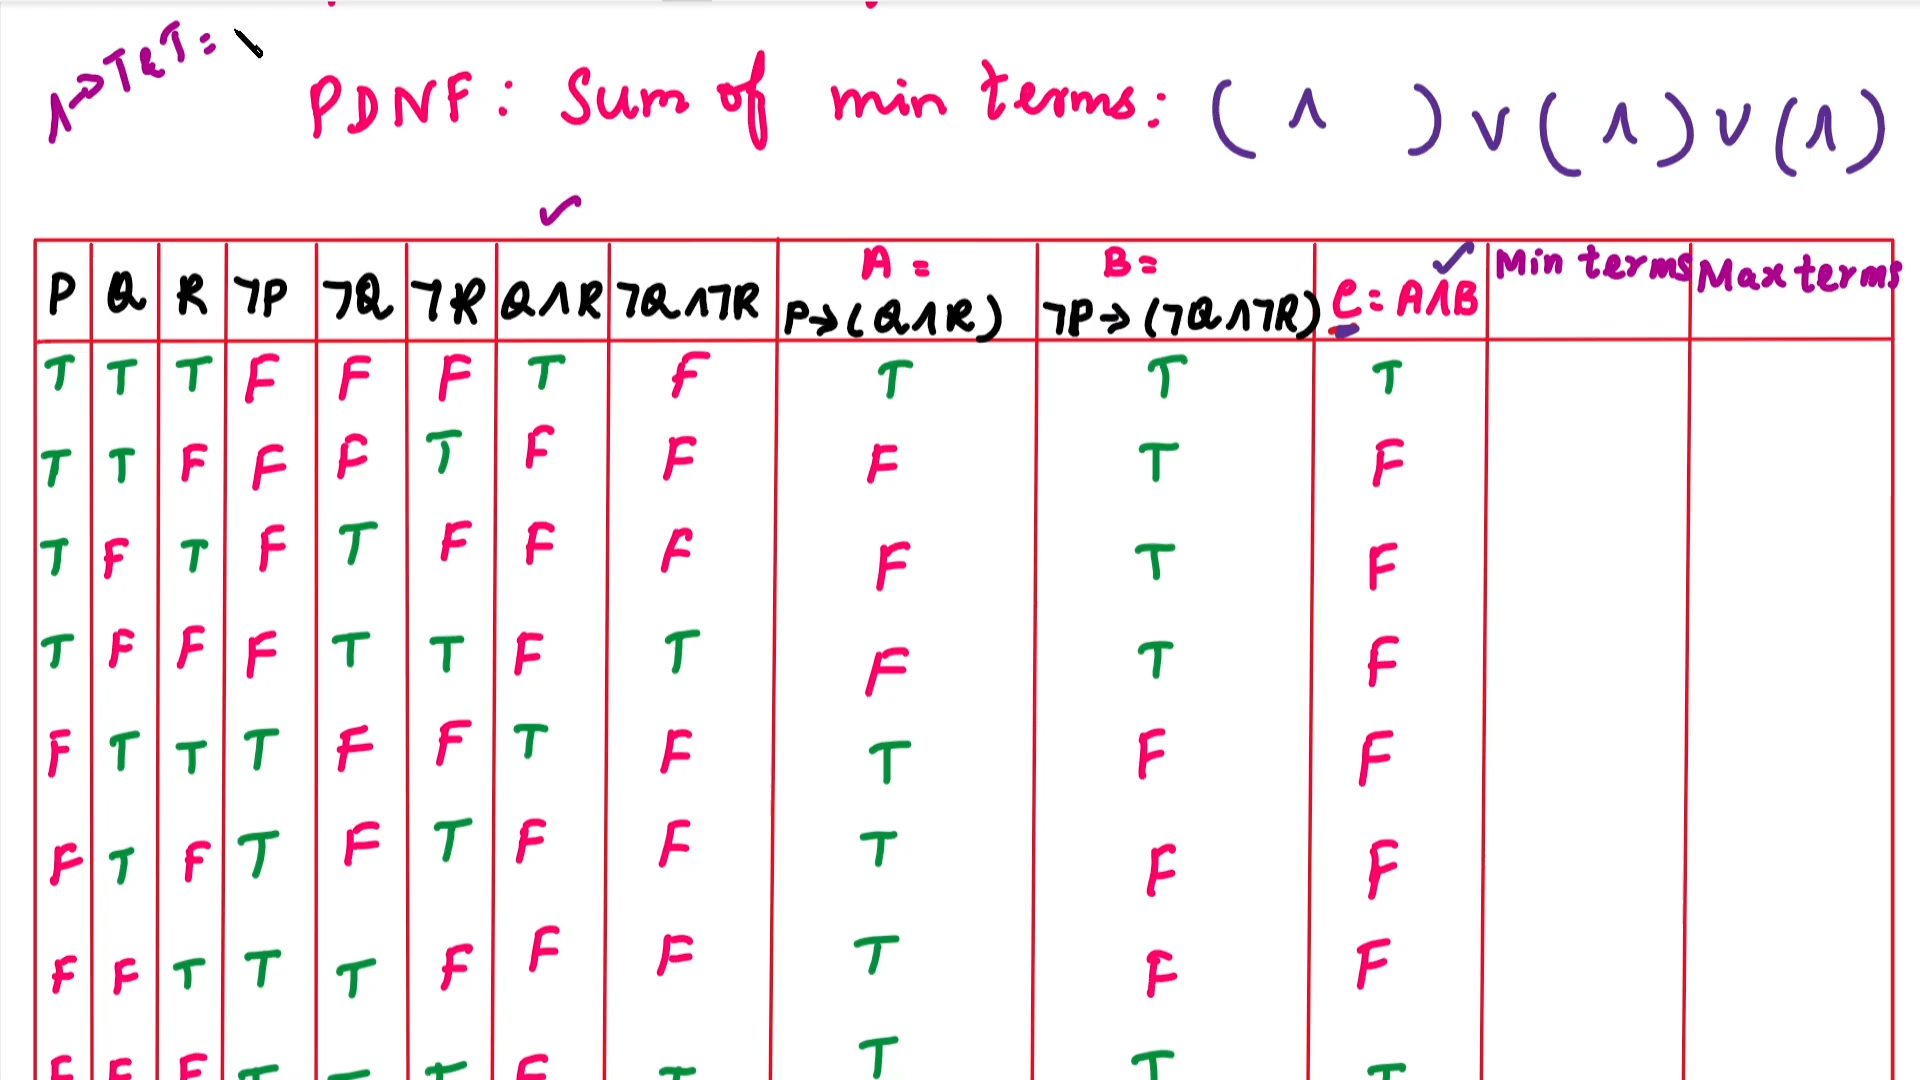 ∧→T & T =
PDNF: Sum of min terms: ( ∧ ) ∨ ( ∧ ) ∨ ( ∧ )
P Q R ¬P ¬Q ¬R Q∧R ¬Q∧¬R A = P→(Q∧R) B= ¬P→(¬Q∧¬R) C = A∧B Min terms Max terms
T T T F F F T F T T T
T T F F F T F F F T F
T F T F T F F F F T F
T F F F T T F T F T F
F T T T F F T F T F F
F T F T F T F F T F F
F F T T T F F F T F F
F F F T T T F T T T T